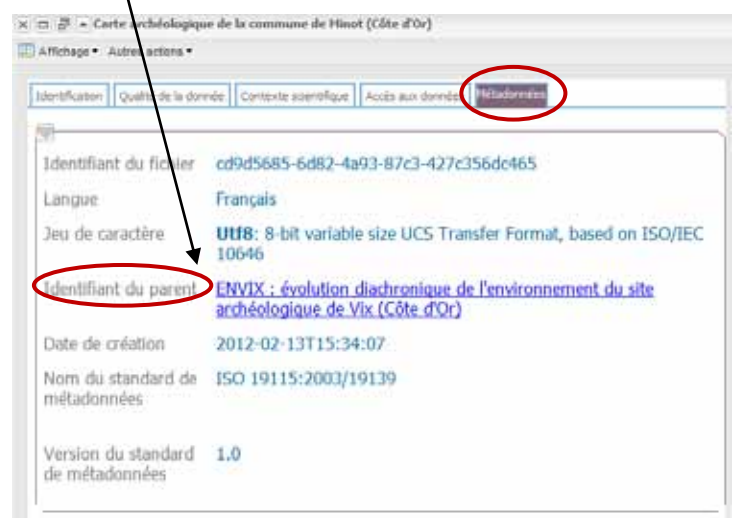 Carte archéologique de la commune de Minot (Côte d'Or)
Affichage Autres actions
Identification Qualité de la donnée Contexte scientifique Accès aux données Métadonnées
Identifiant du fichier cd9d5685-6d82-4a93-87c3-427c356dc465
Langue Français
Jeu de caractère Utf8: 8-bit variable size UCS Transfer Format, based on ISO/IEC
10646
Identifiant du parent ENVIX : évolution diachronique de l'environnement du site
archéologique de Vix (Côte d'Or)
Date de création 2012-02-13T15:34:07
Nom du standard de ISO 19115:2003/19139
métadonnées
Version du standard 1.0
de métadonnées